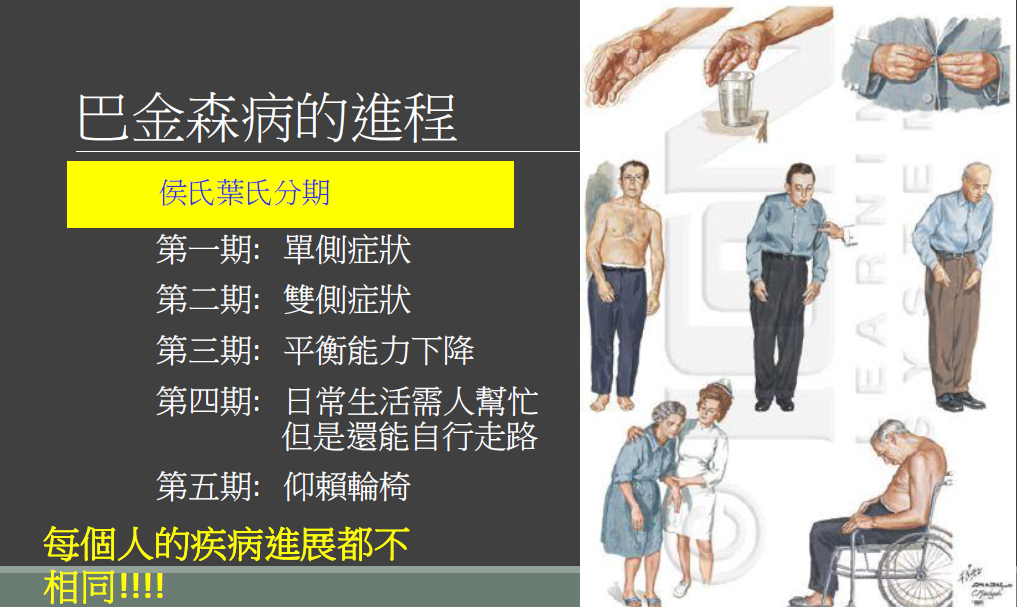 巴金森病的進程
侯氏葉氏分期
第一期: 單側症狀
第二期: 雙側症狀
第三期: 平衡能力下降
第四期: 日常生活需人幫忙
但是還能自行走路
第五期: 仰賴輪椅
每個人的疾病進展都不
相同!!!!
ICON
LEARNING
SYSTEM
©